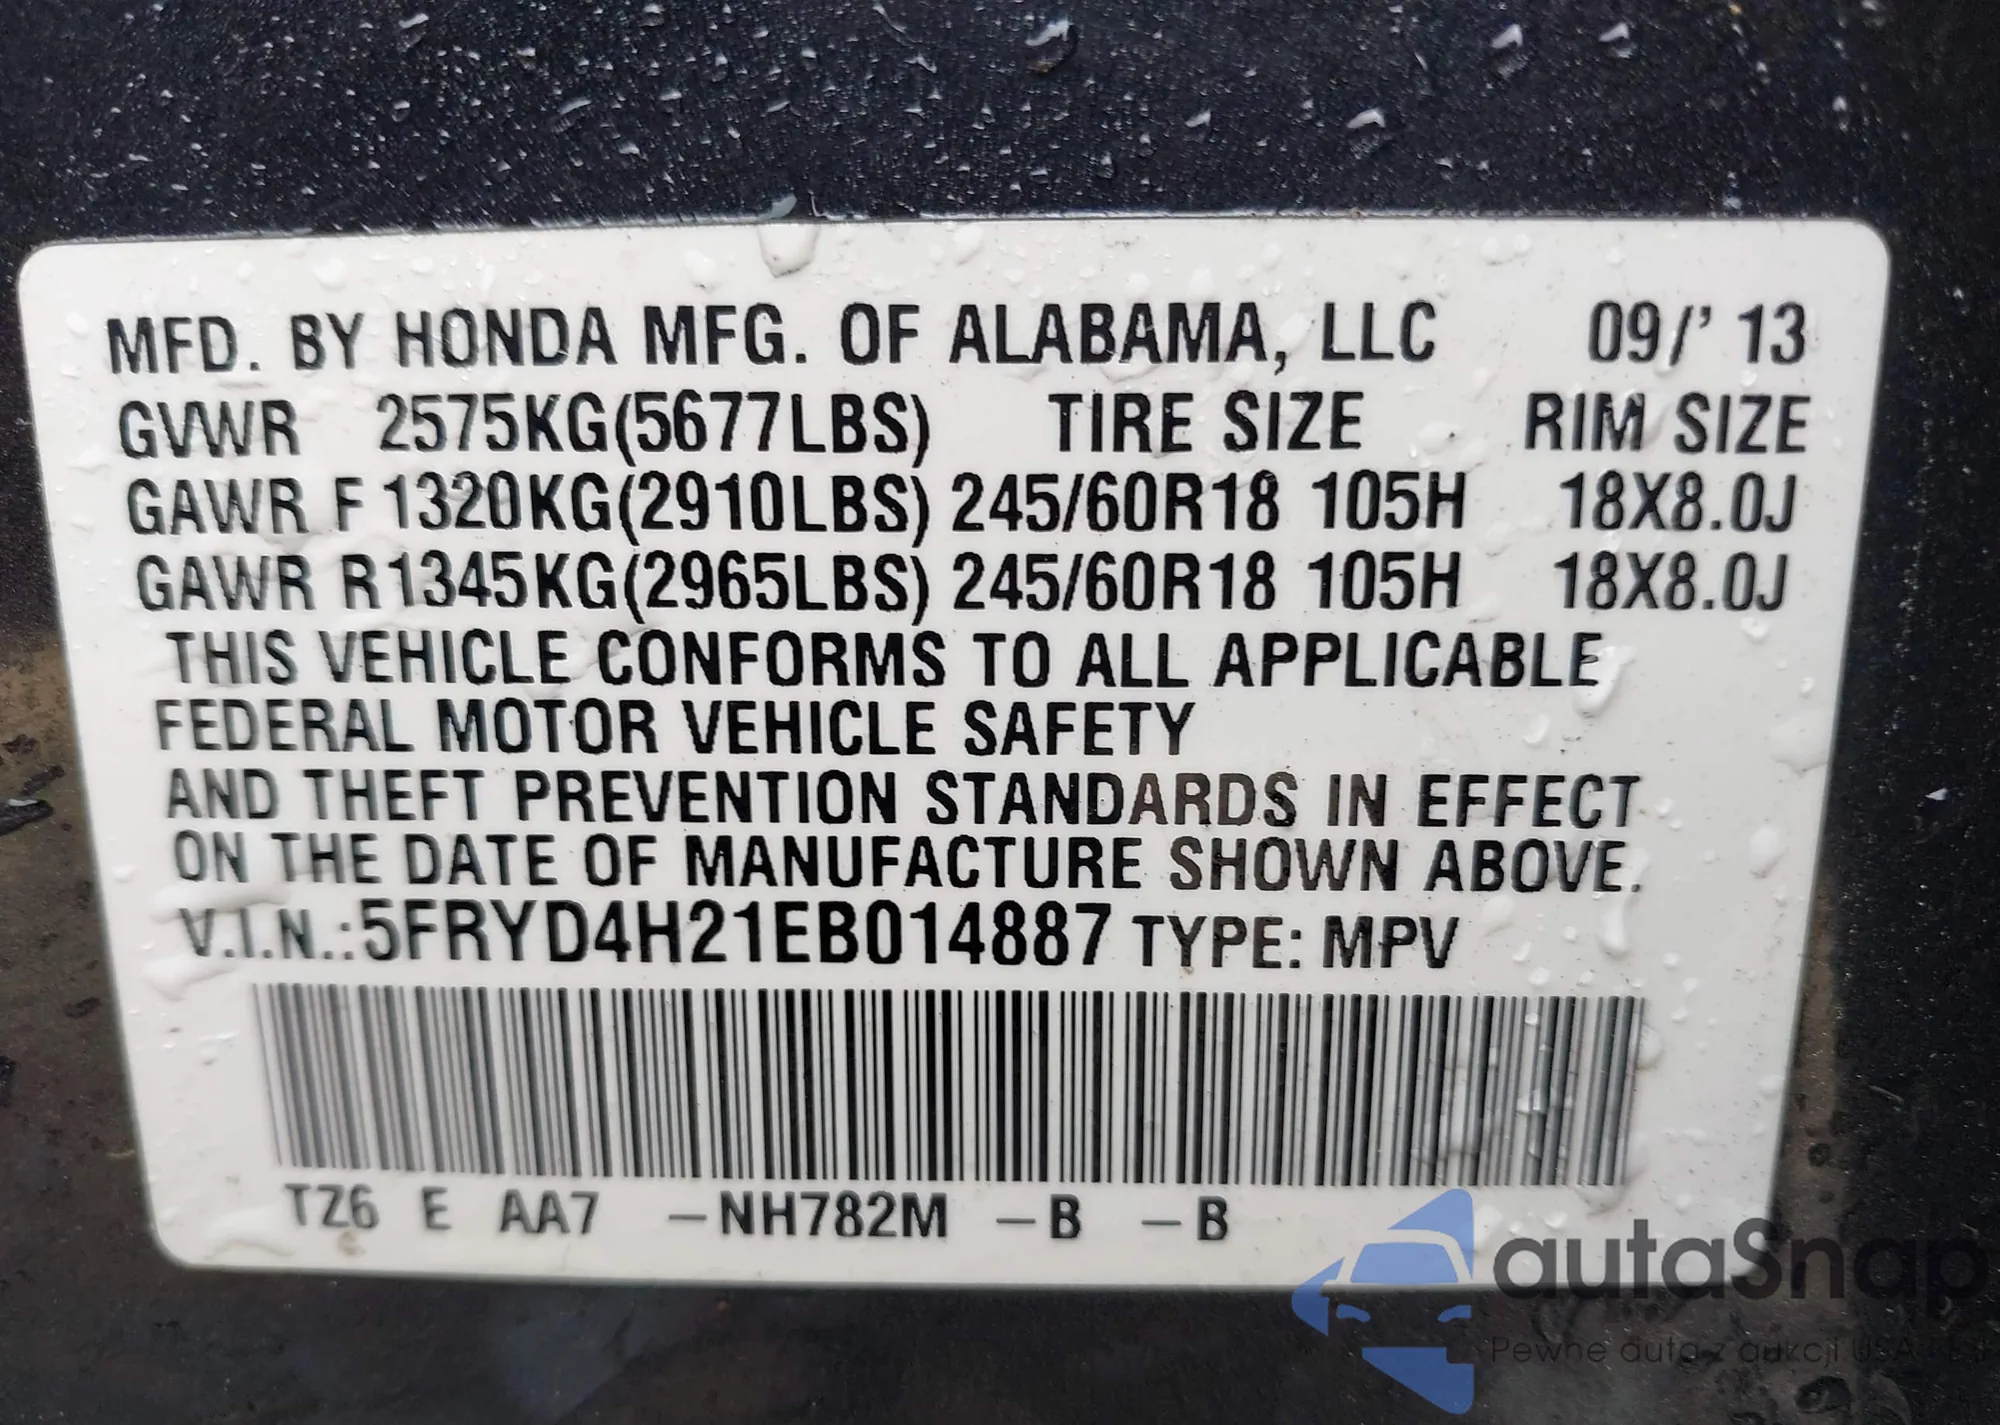 MFD. BY HONDA MFG. OF ALABAMA, LLC 09/' 13
GVWR 2575KG(5677LBS) TIRE SIZE RIM SIZE
GAWR F 1320KG(2910LBS) 245/60R18 105H 18X8.0J
GAWR R 1345KG(2965LBS) 245/60R18 105H 18X8.0J
THIS VEHICLE CONFORMS TO ALL APPLICABLE
FEDERAL MOTOR VEHICLE SAFETY
AND THEFT PREVENTION STANDARDS IN EFFECT
ON THE DATE OF MANUFACTURE SHOWN ABOVE.
V.I.N.:5FRYD4H21EB014887 TYPE: MPV
TZ6 E AA7 -NH782M -B -B
autaSnap
Pewne auta z aukcji USA